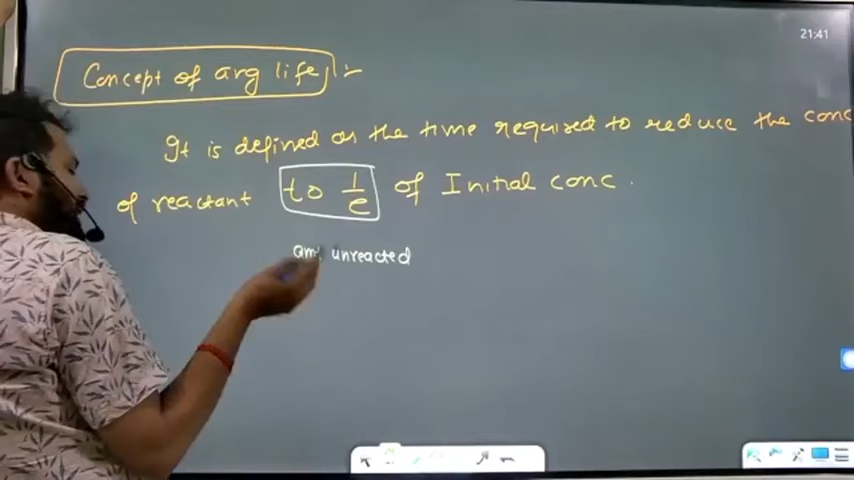 21:41
Concept of avg life :-
It is defined as the time required to reduce the conc
of reactant to 1/e of Initial conc .
unreacted